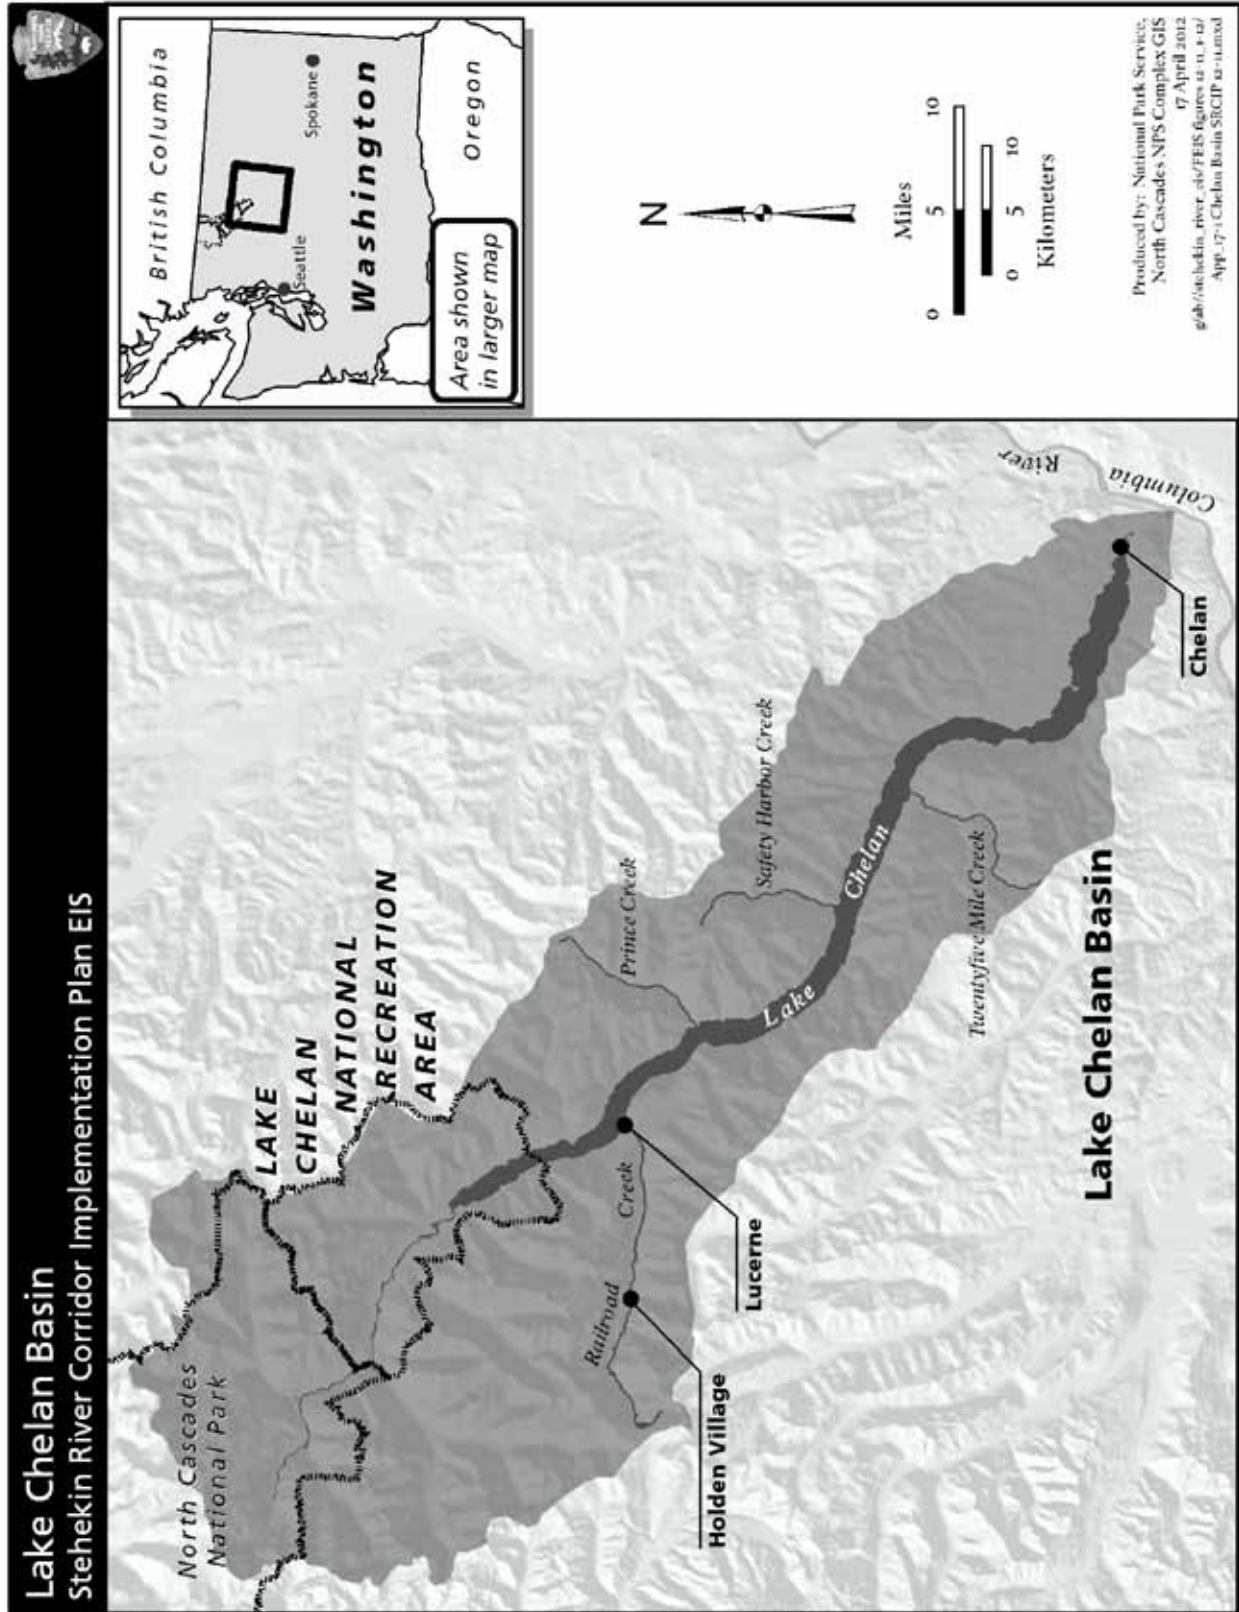 Lake Chelan Basin
Stehekin River Corridor Implementation Plan EIS
North Cascades
National Park
LAKE
CHELAN
NATIONAL
RECREATION
AREA
Prince Creek
Safety Harbor Creek
Railroad
Creek
Holden Village
Lucerne
Lake
Chelan
Twentyfive Mile Creek
Lake Chelan Basin
Chelan
Columbia
River
British Columbia
Seattle
Spokane
Washington
Oregon
Area shown
in larger map
N
Miles
0 5 10
0 5 10
Kilometers
Produced by: National Park Service,
North Cascades NPS Complex GIS
17 April 2012